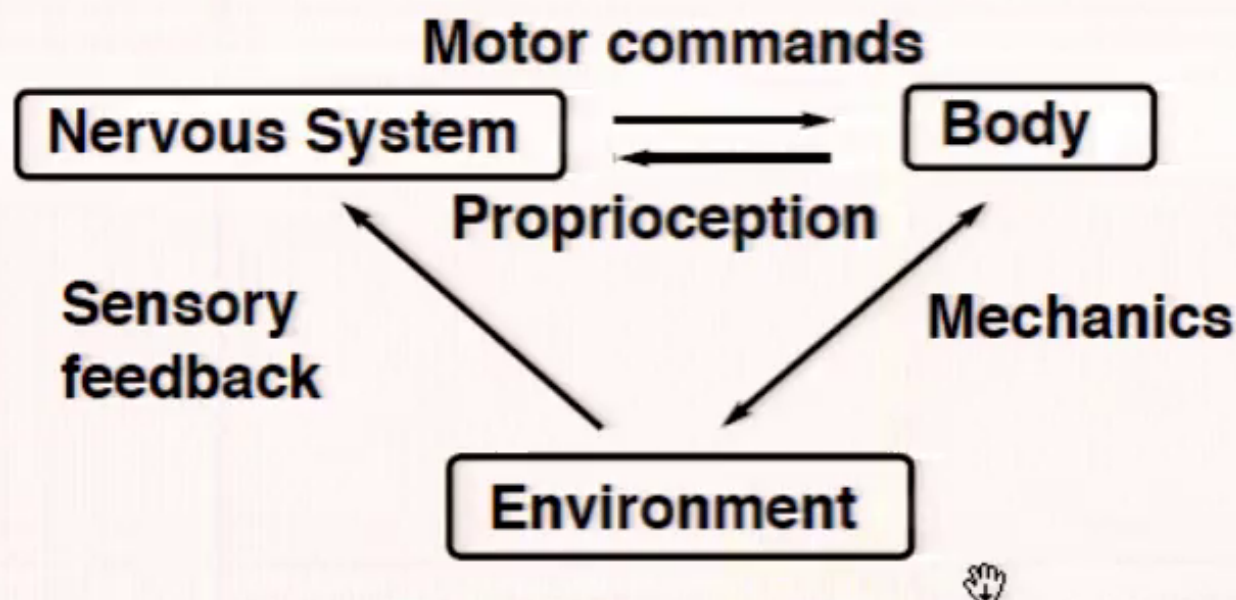 Motor commands
Nervous System
Body
Proprioception
Sensory
feedback
Mechanics
Environment